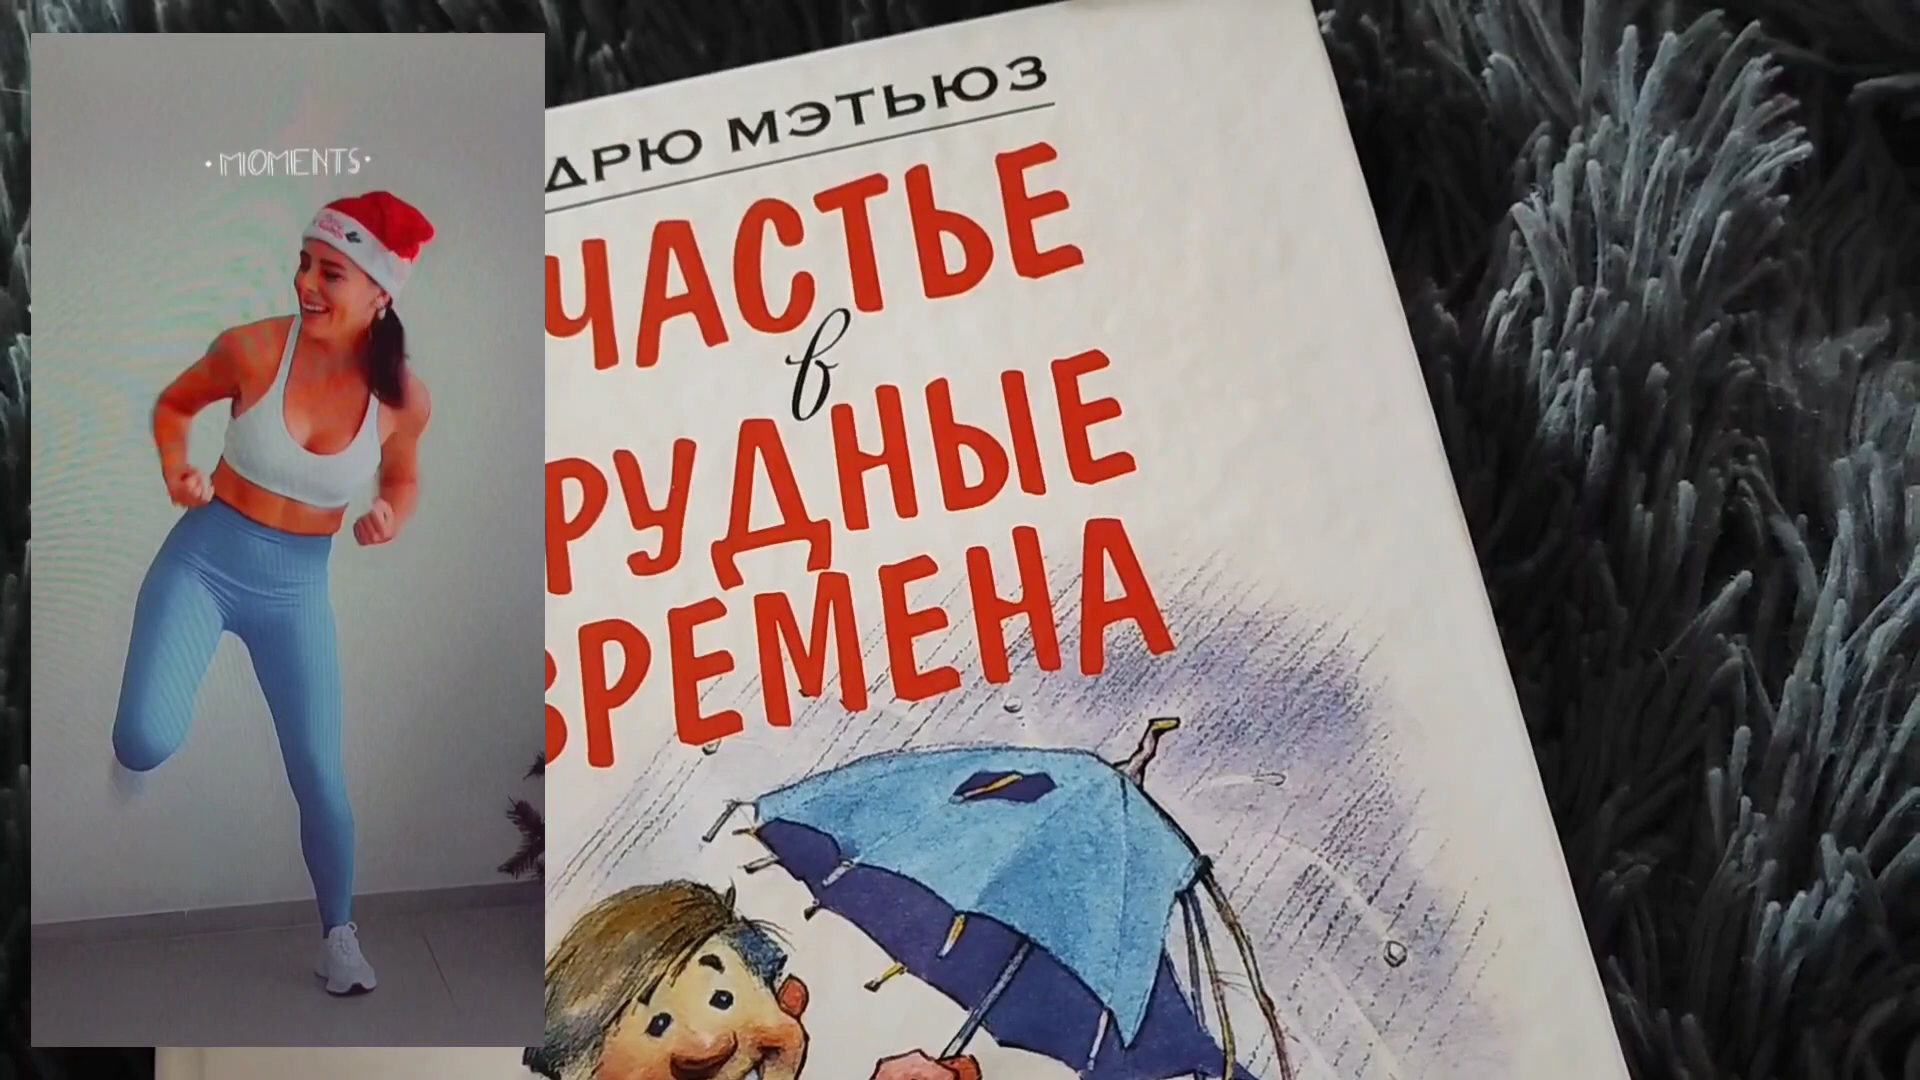 ·MOMENTS·
ДРЮ МЭТЬЮЗ
ЧАСТЬЕ
в
РУДНЫЕ
ВРЕМЕНА